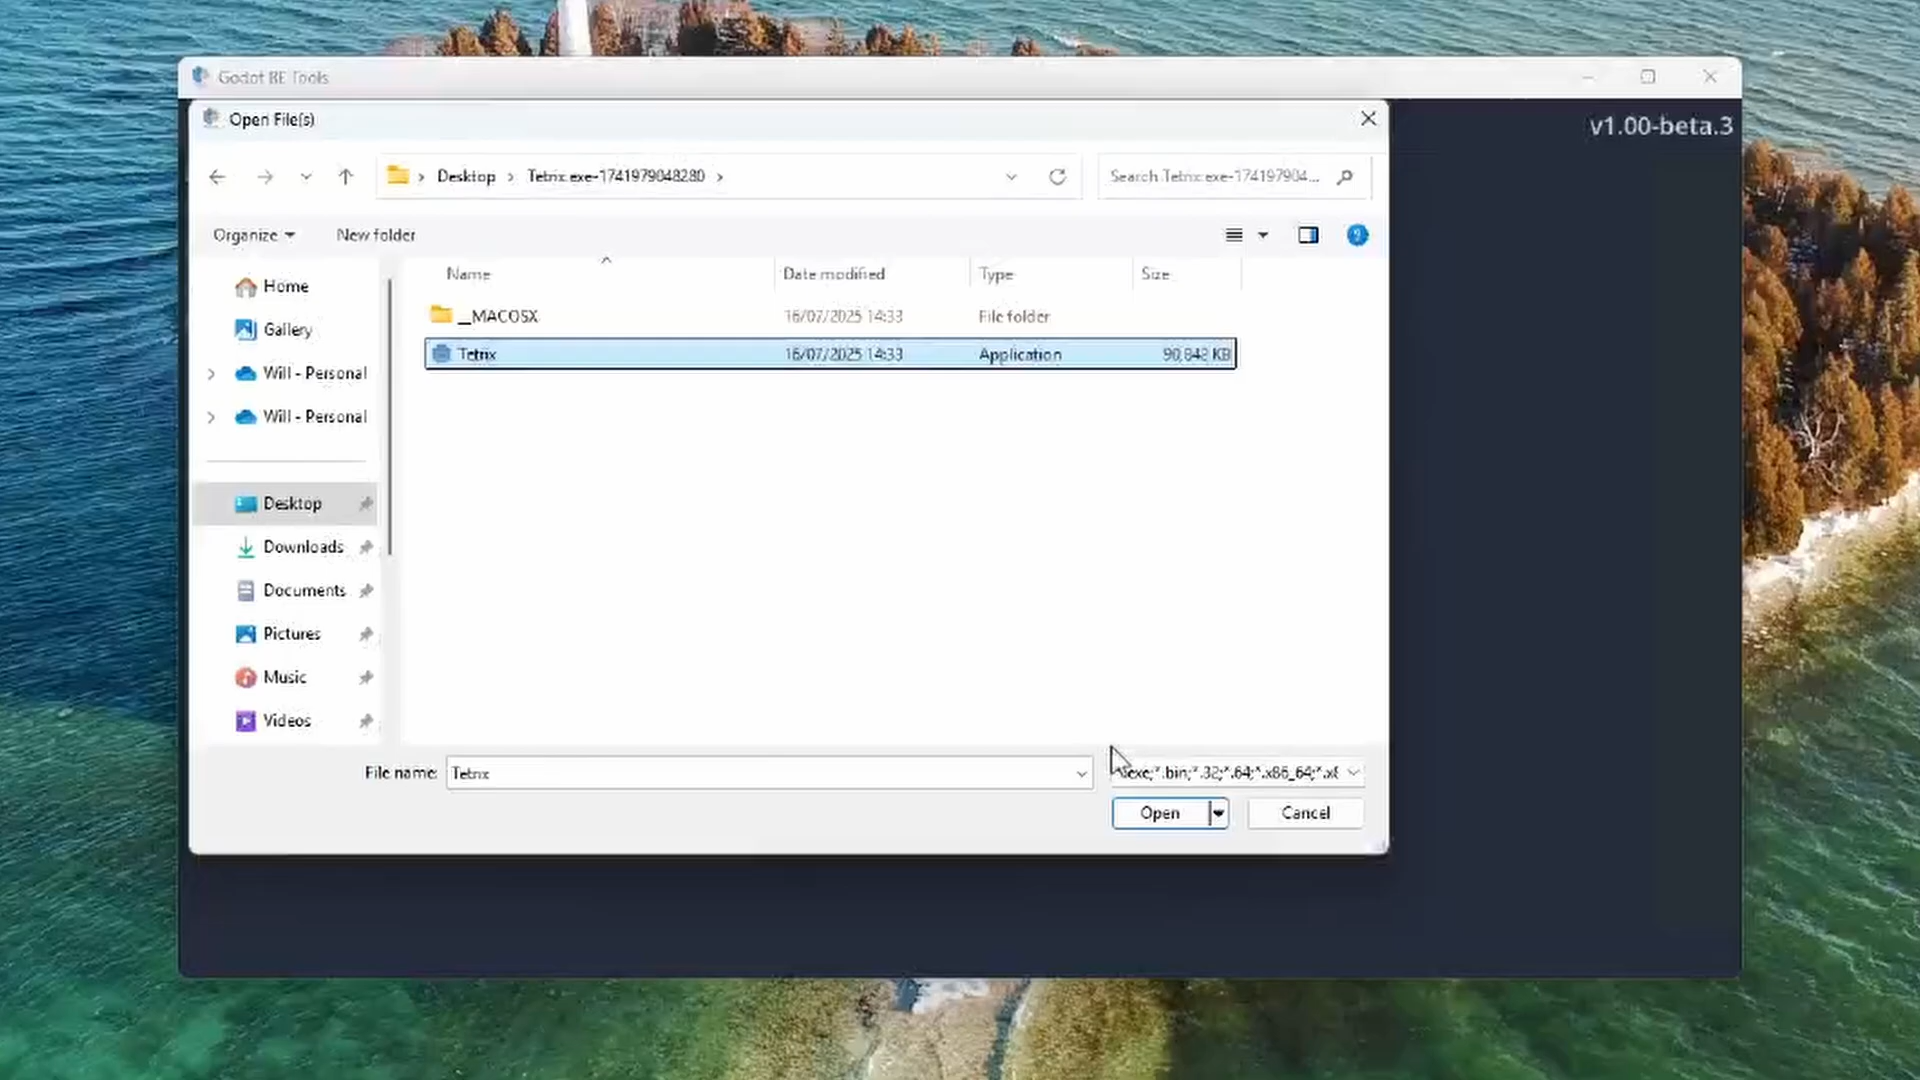 Godot RE Tools
v1.00-beta.3
Open File(s)
Desktop
Tetrix.exe-1741979048280
Search Tetrix.exe-174197904...
Organize
New folder
Name
Date modified
Type
Size
Home
Gallery
Will - Personal
Will - Personal
Desktop
Downloads
Documents
Pictures
Music
Videos
__MACOSX
16/07/2025 14:33
File folder
Tetrix
16/07/2025 14:33
Application
90,842 KB
File name:
Tetrix
*.exe;*.bin;*.32;*.64;*.x86_64;*.x8
Open
Cancel